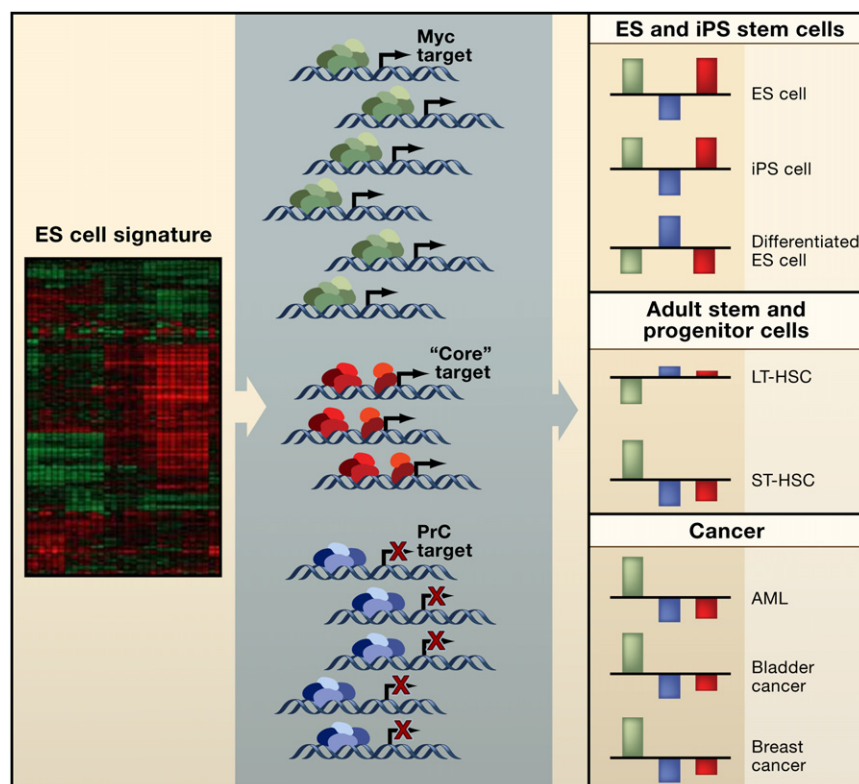 ES cell signature
Myc
target
"Core"
target
PrC
target
X
X
X
X
X
ES and iPS stem cells
ES cell
iPS cell
Differentiated
ES cell
Adult stem and
progenitor cells
LT-HSC
ST-HSC
Cancer
AML
Bladder
cancer
Breast
cancer